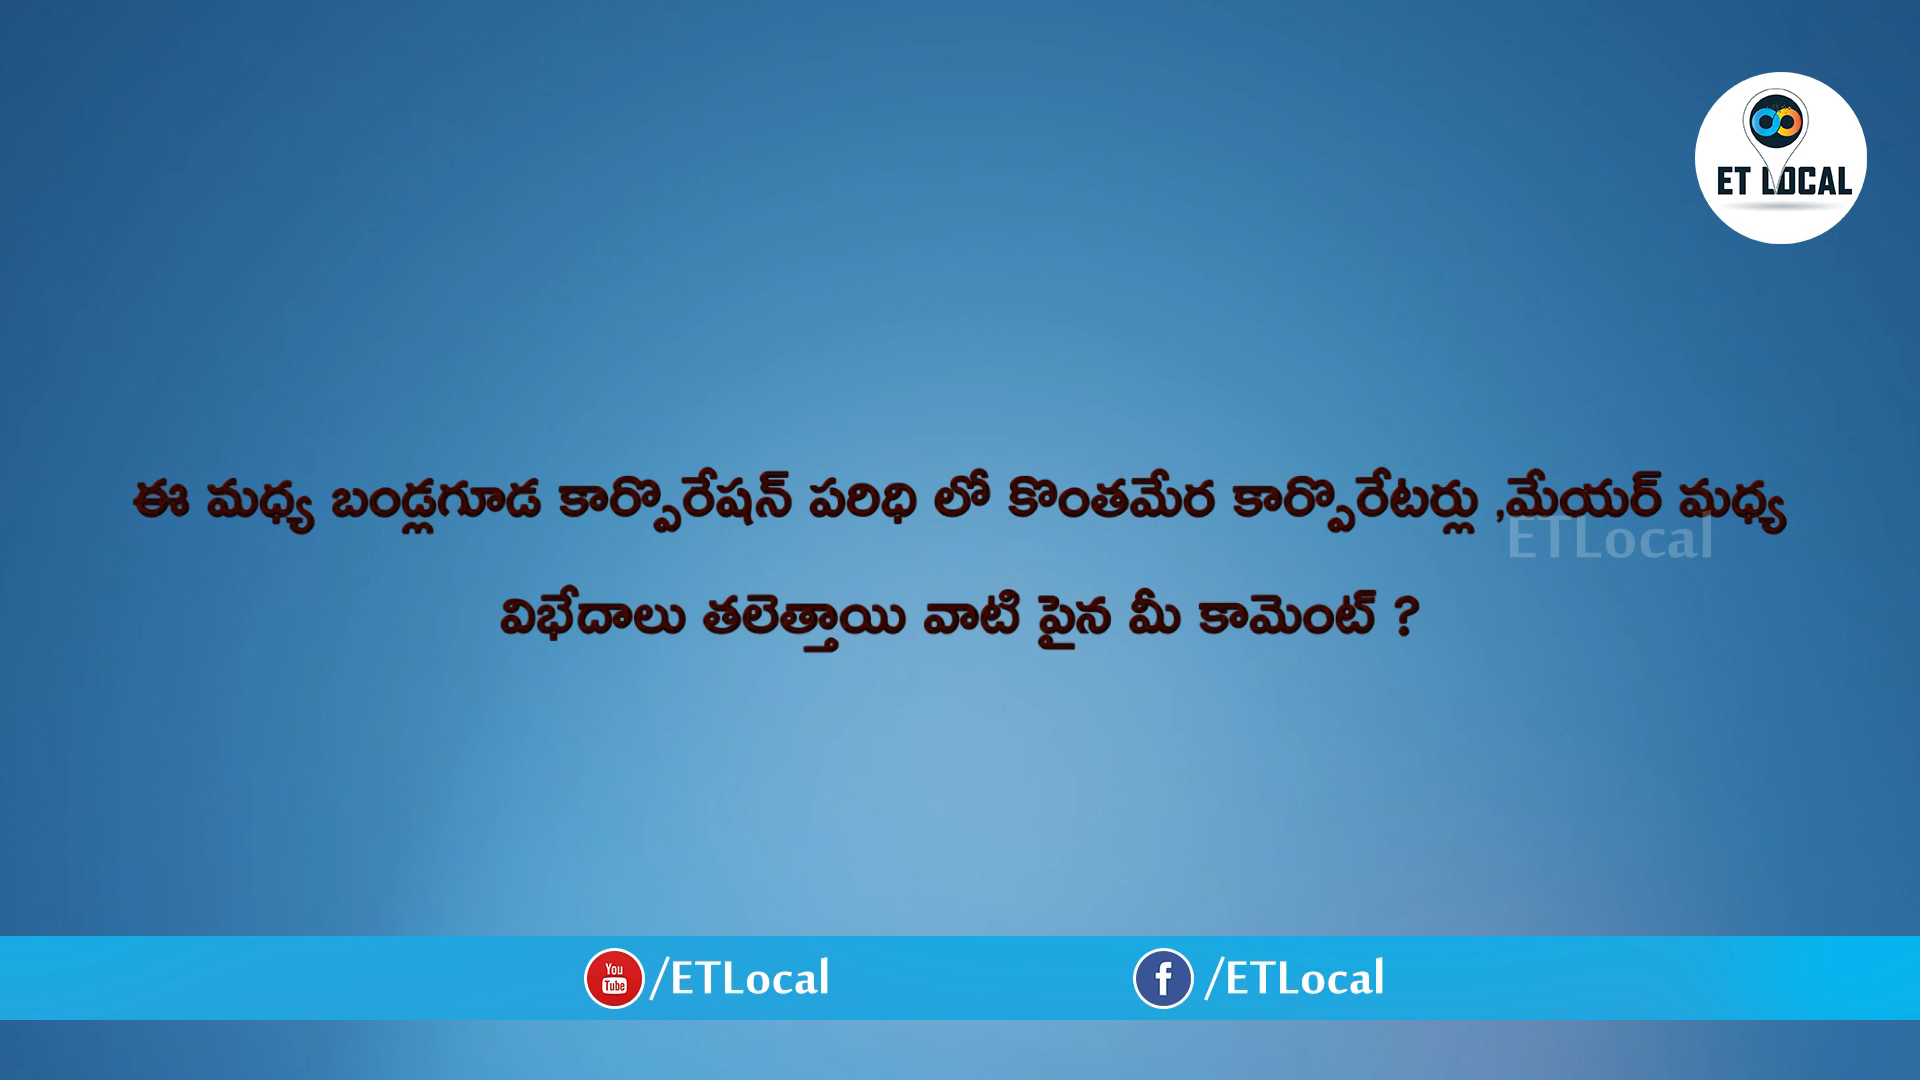 ET LOCAL
ఈ మధ్య బండ్లగూడ కార్పొరేషన్ పరిధి లో కొంతమేర కార్పొరేటర్లు ,మేయర్ మధ్య
ETLocal
విభేదాలు తలెత్తాయి వాటి పైన మీ కామెంట్ ?
You Tube /ETLocal
f /ETLocal